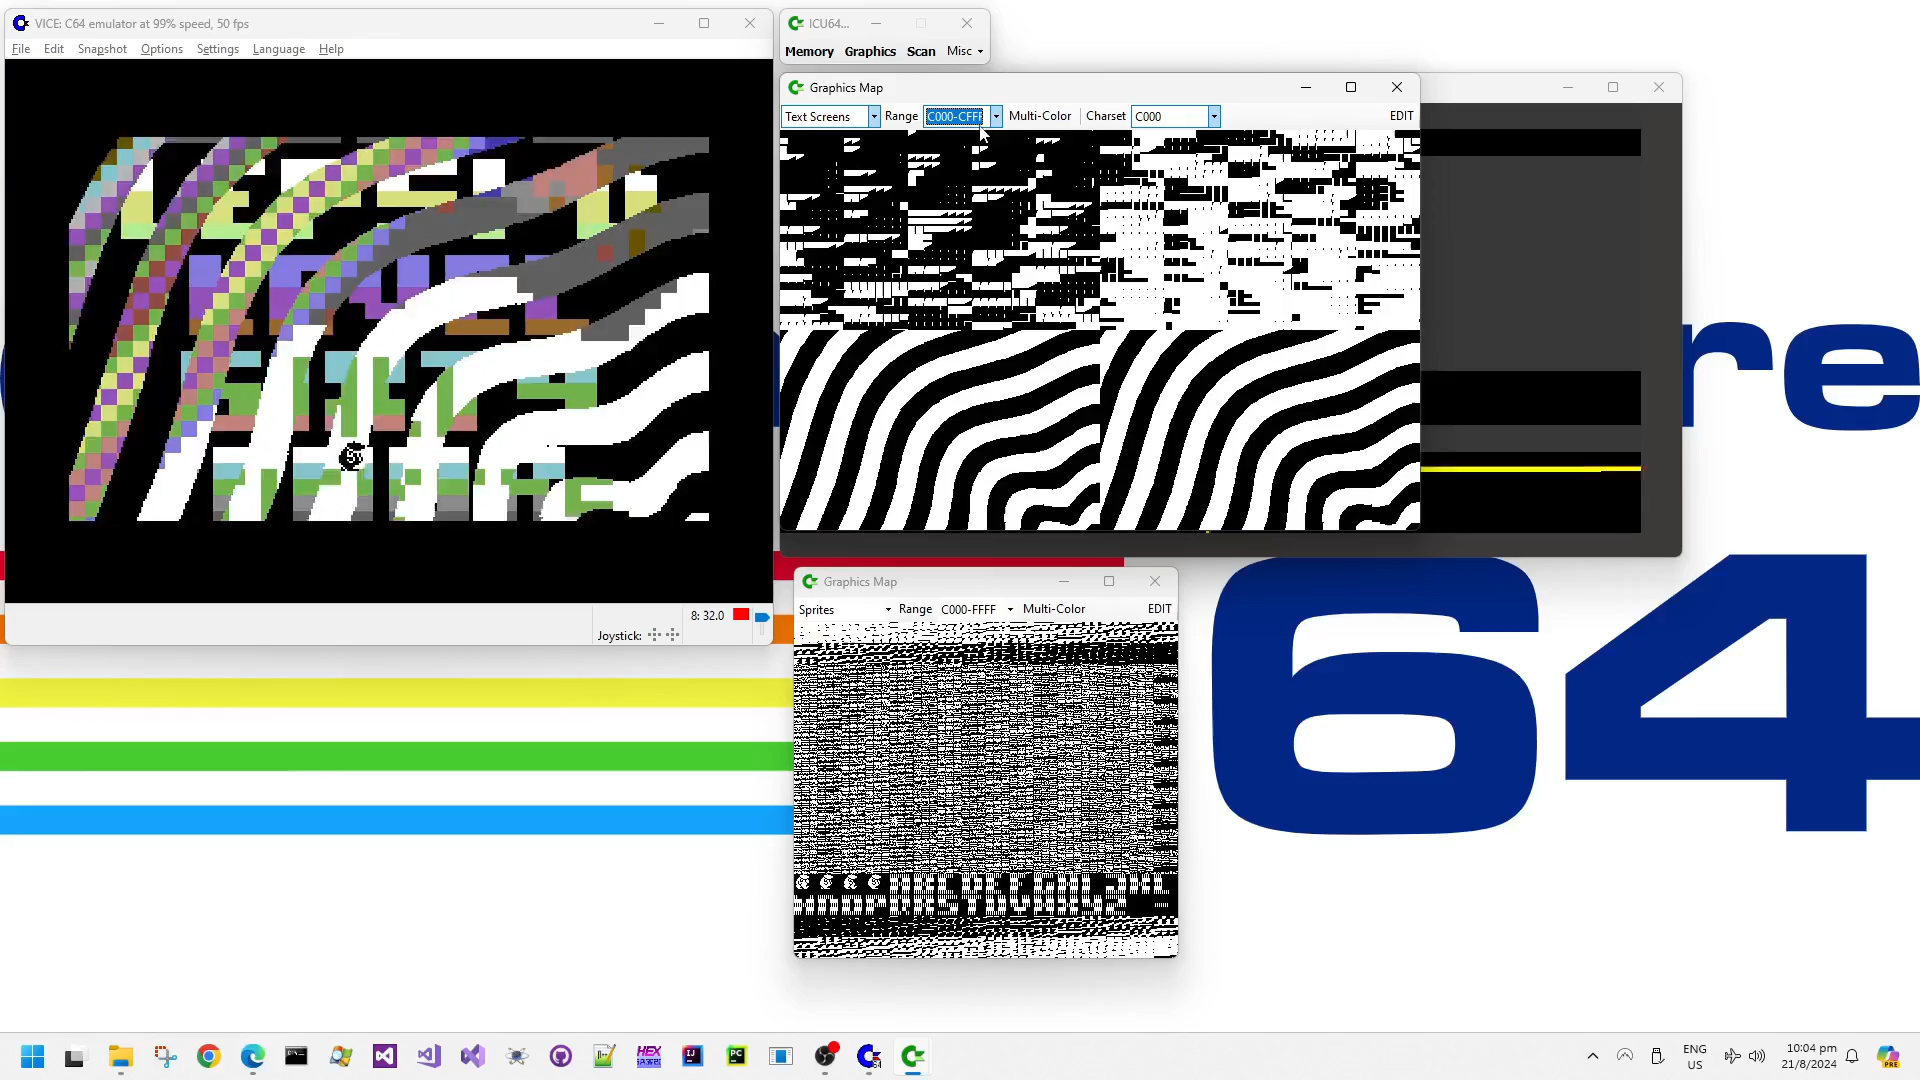 VICE: C64 emulator at 99% speed, 50 fps
File Edit Snapshot Options Settings Language Help
8: 32.0
Joystick:
ICU64...
Memory Graphics Scan Misc
Graphics Map
Text Screens Range C000-CFFF Multi-Color Charset C000 EDIT
Graphics Map
Sprites Range C000-FFFF Multi-Color EDIT
re
64
ENG
US
10:04 pm
21/8/2024